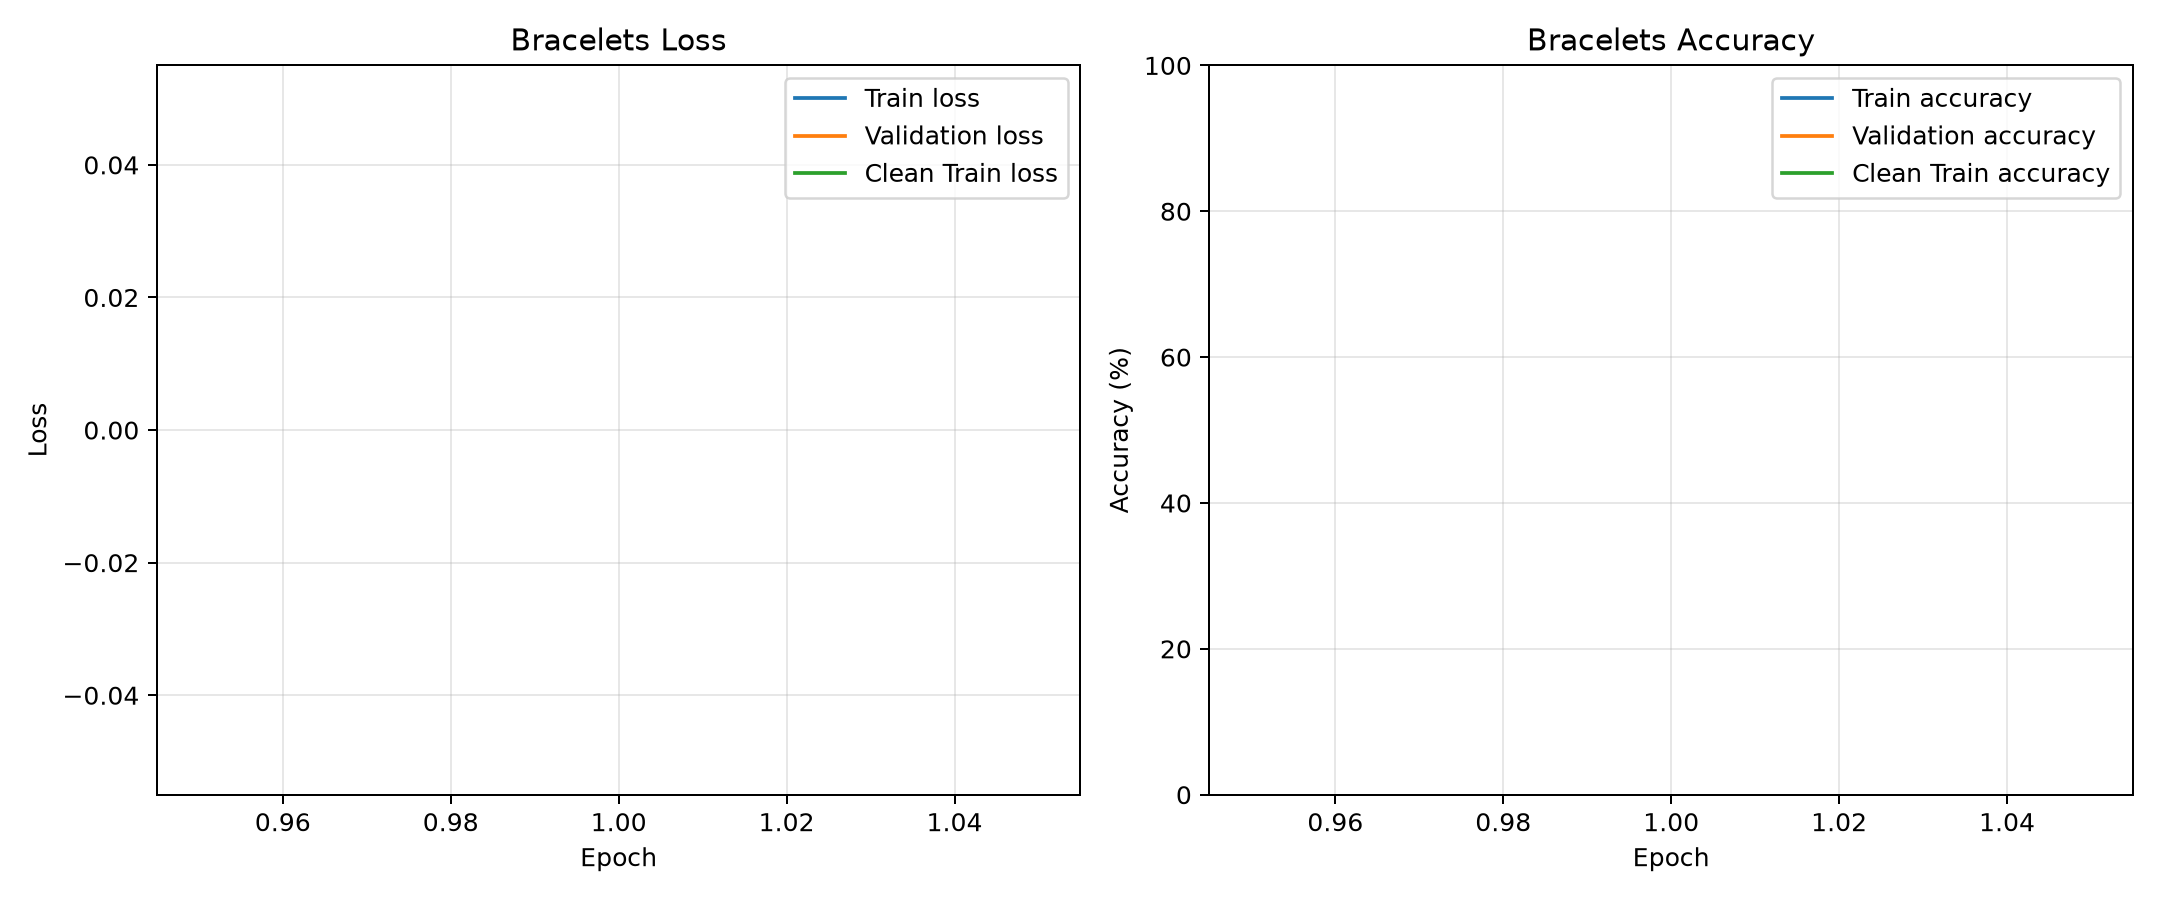 Bracelets Loss
Train loss
Validation loss
Clean Train loss
0.04
0.02
0.00
−0.02
−0.04
Loss
0.96 0.98 1.00 1.02 1.04
Epoch
Bracelets Accuracy
Train accuracy
Validation accuracy
Clean Train accuracy
100
80
60
40
20
0
Accuracy (%)
0.96 0.98 1.00 1.02 1.04
Epoch